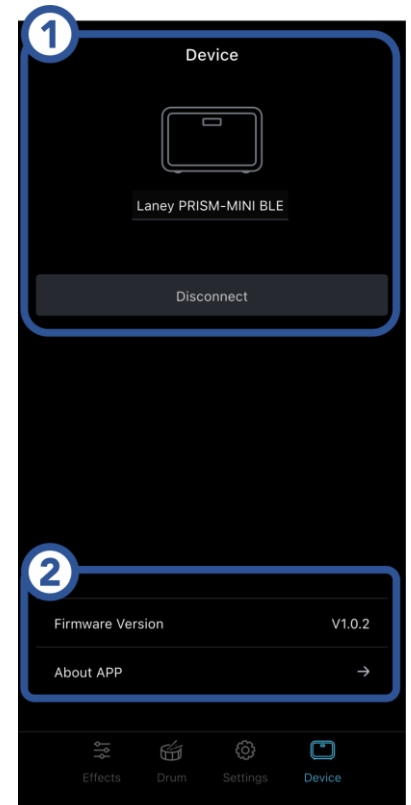 1
Device
Laney PRISM-MINI BLE
Disconnect
2
Firmware Version V1.0.2
About APP →
Effects Drum Settings Device